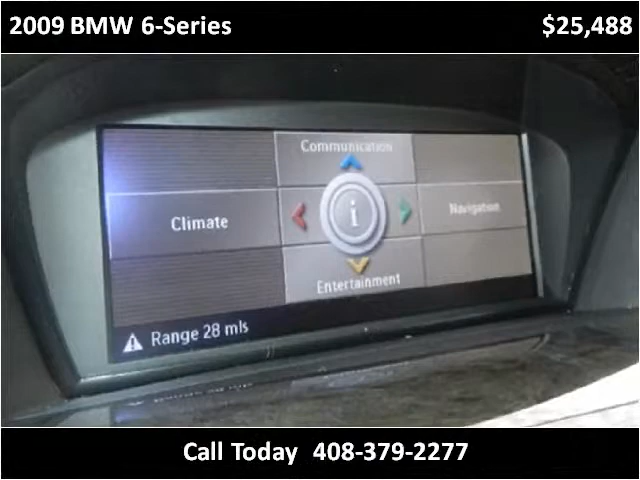 2009 BMW 6-Series $25,488
Communication
Climate
i
Navigation
Entertainment
Range 28 mls
Call Today 408-379-2277